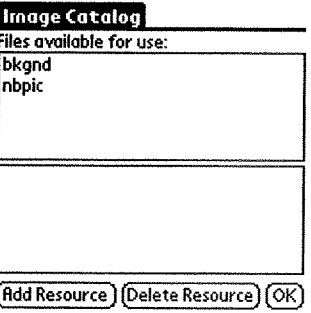 Image Catalog
Files available for use:
bkgnd
nbpic
Add Resource Delete Resource OK